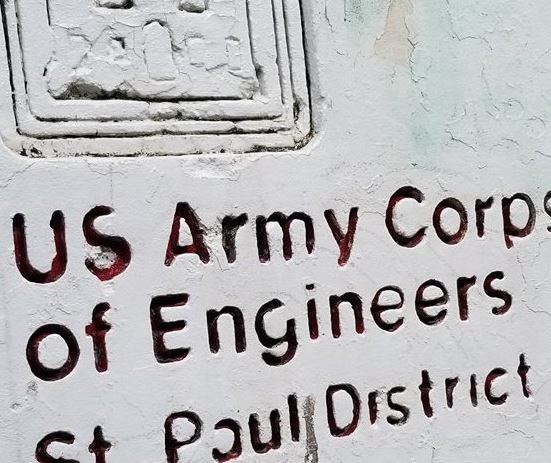 US Army Corps
of Engineers
St. Paul District